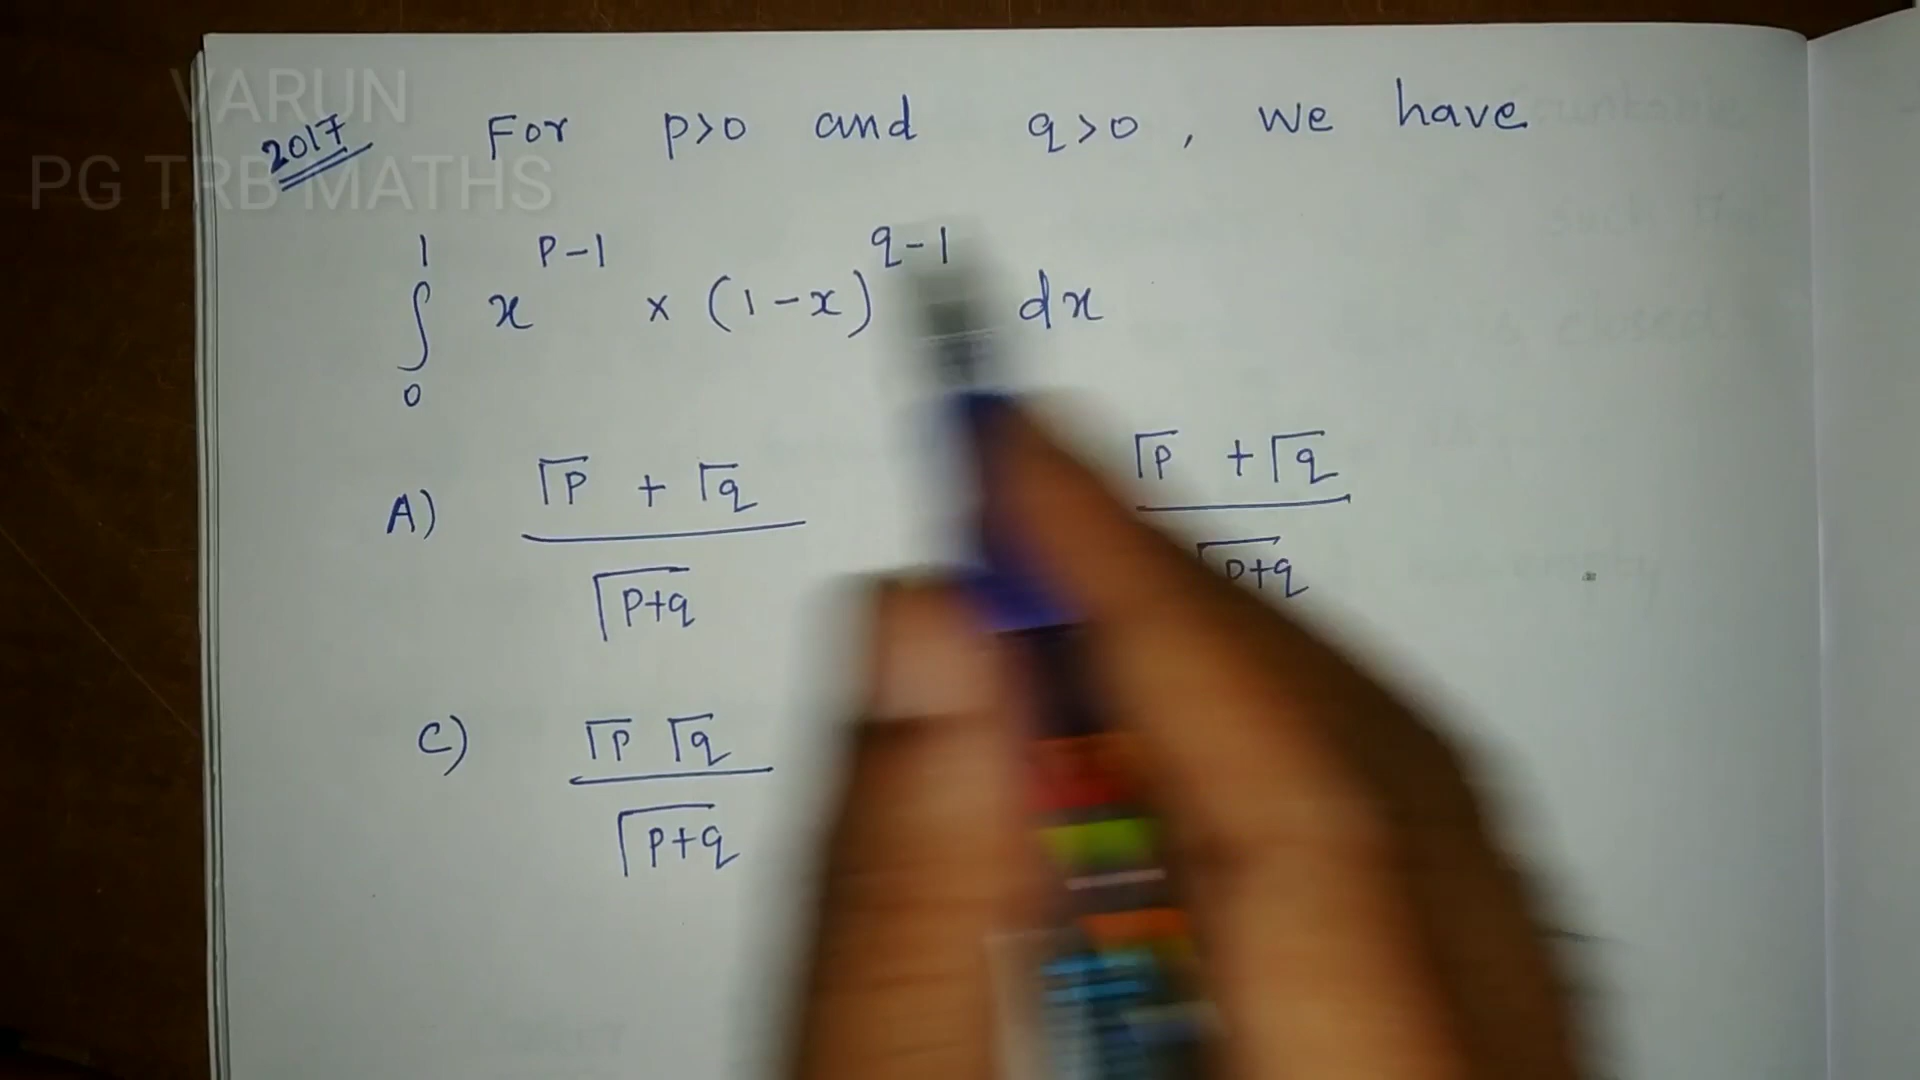 VARUN
PG TRB MATHS
2017 For p>0 and q>0, we have
∫₀¹ x^(p-1) × (1-x)^(q-1) dx
A) (Γp + Γq) / Γ(p+q)
(Γp + Γq) / Γ(p+q)
C) (Γp Γq) / Γ(p+q)